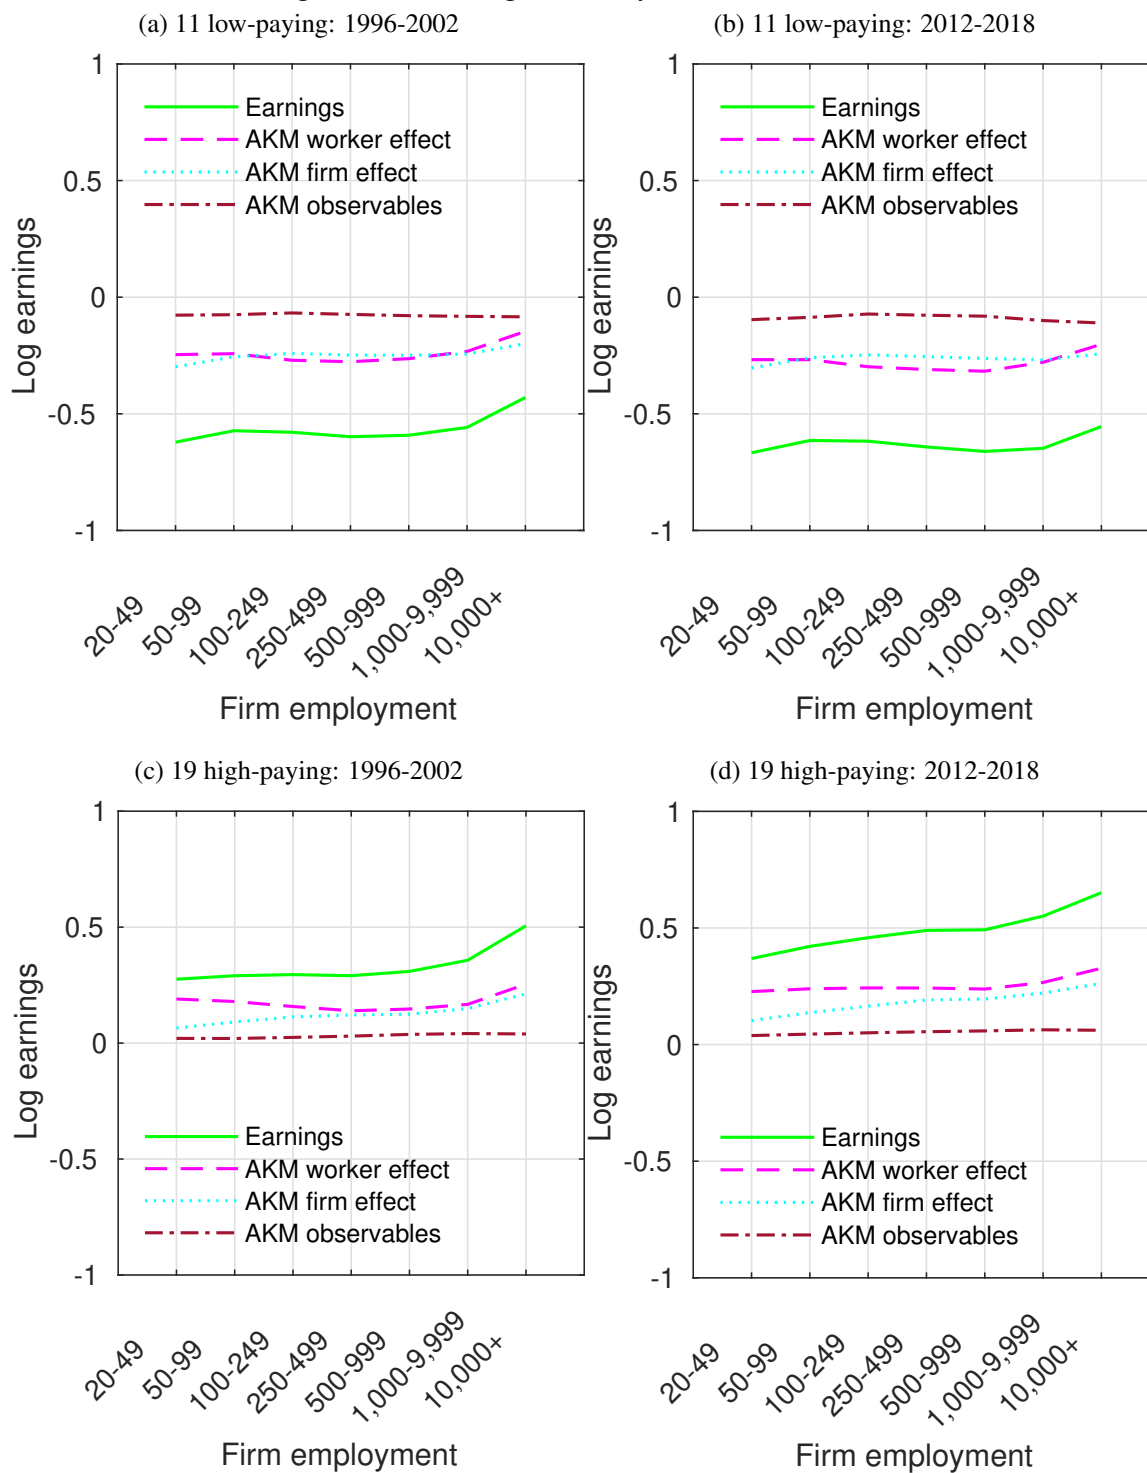 (a) 11 low-paying: 1996-2002
1
0.5
0
-0.5
-1
Log earnings
Earnings
AKM worker effect
AKM firm effect
AKM observables
20-49
50-99
100-249
250-499
500-999
1,000-9,999
10,000+
Firm employment
(b) 11 low-paying: 2012-2018
1
0.5
0
-0.5
-1
Log earnings
Earnings
AKM worker effect
AKM firm effect
AKM observables
20-49
50-99
100-249
250-499
500-999
1,000-9,999
10,000+
Firm employment
(c) 19 high-paying: 1996-2002
1
0.5
0
-0.5
-1
Log earnings
Earnings
AKM worker effect
AKM firm effect
AKM observables
20-49
50-99
100-249
250-499
500-999
1,000-9,999
10,000+
Firm employment
(d) 19 high-paying: 2012-2018
1
0.5
0
-0.5
-1
Log earnings
Earnings
AKM worker effect
AKM firm effect
AKM observables
20-49
50-99
100-249
250-499
500-999
1,000-9,999
10,000+
Firm employment